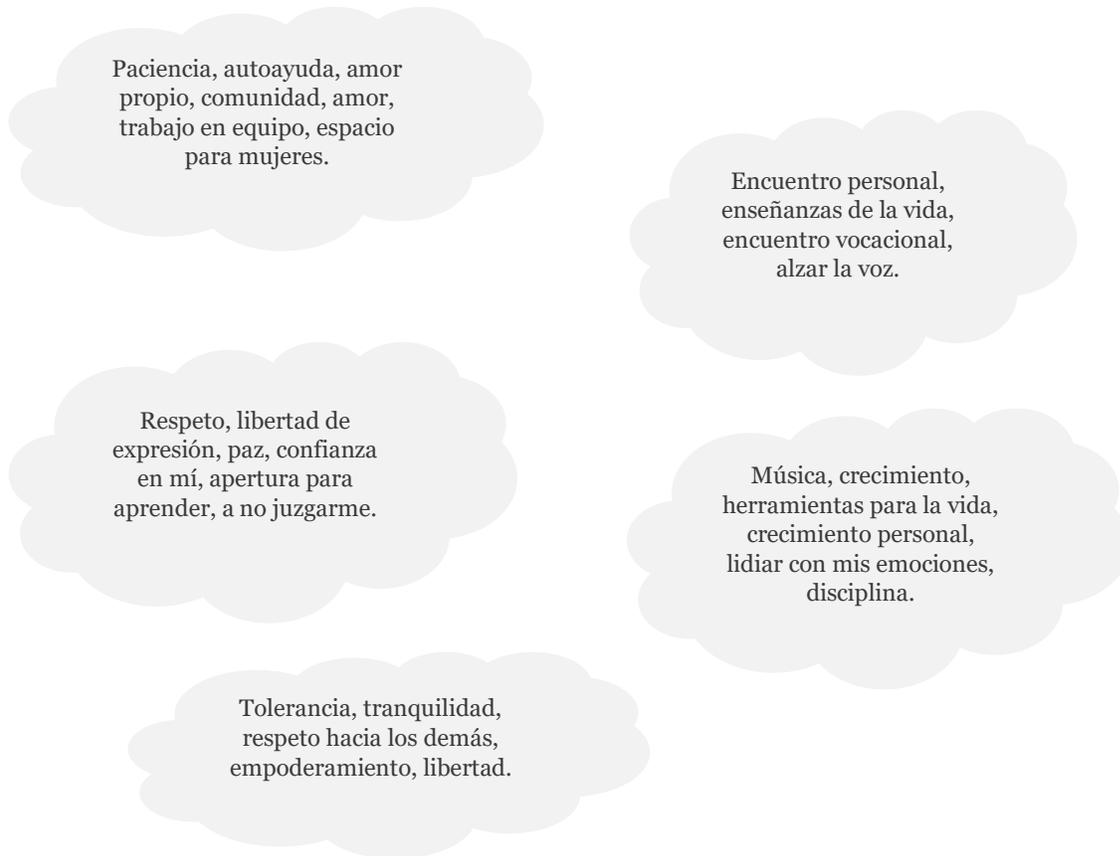 Paciencia, autoayuda, amor
propio, comunidad, amor,
trabajo en equipo, espacio
para mujeres.
Encuentro personal,
enseñanzas de la vida,
encuentro vocacional,
alzar la voz.
Respeto, libertad de
expresión, paz, confianza
en mí, apertura para
aprender, a no juzgarme.
Música, crecimiento,
herramientas para la vida,
crecimiento personal,
lidiar con mis emociones,
disciplina.
Tolerancia, tranquilidad,
respeto hacia los demás,
empoderamiento, libertad.